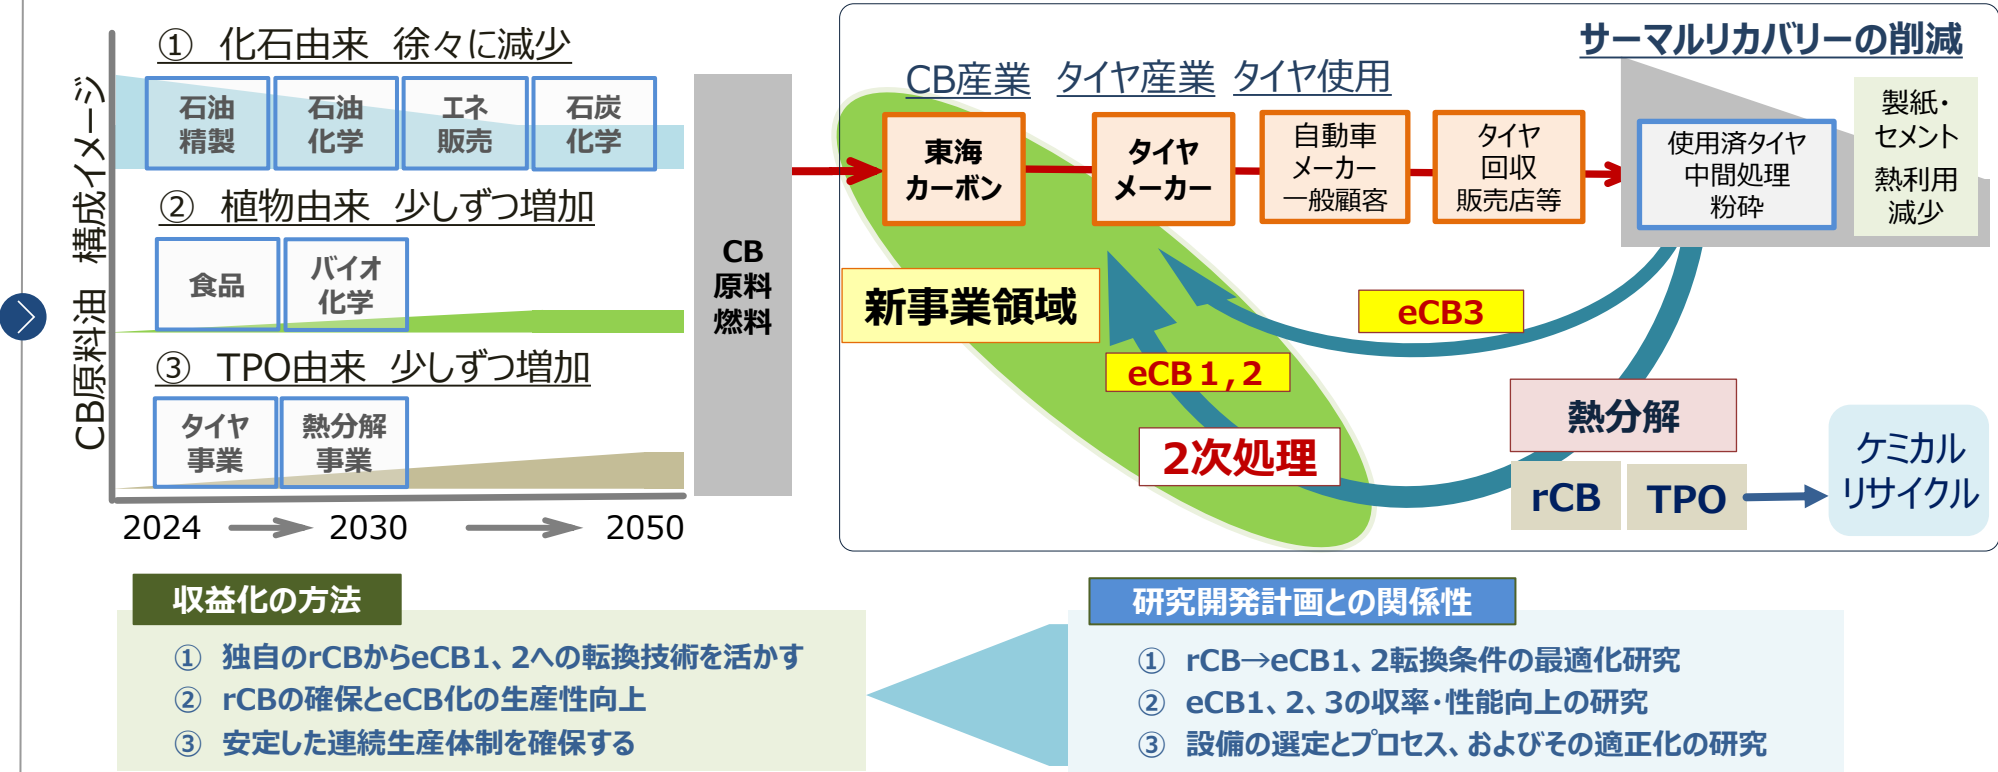 CB原料油 構成イメージ
① 化石由来 徐々に減少
石油
精製
石油
化学
エネ
販売
石炭
化学
② 植物由来 少しずつ増加
食品
バイオ
化学
③ TPO由来 少しずつ増加
タイヤ
事業
熱分解
事業
2024
2030
2050
CB
原料
燃料
サーマルリカバリーの削減
CB産業
タイヤ産業
タイヤ使用
東海
カーボン
タイヤ
メーカー
自動車
メーカー
一般顧客
タイヤ
回収
販売店等
使用済タイヤ
中間処理
粉砕
製紙・
セメント
熱利用
減少
新事業領域
eCB3
eCB１,２
2次処理
熱分解
rCB
TPO
ケミカル
リサイクル
収益化の方法
① 独自のrCBからeCB1、2への転換技術を活かす
② rCBの確保とeCB化の生産性向上
③ 安定した連続生産体制を確保する
研究開発計画との関係性
① rCB→eCB1、2転換条件の最適化研究
② eCB1、2、3の収率・性能向上の研究
③ 設備の選定とプロセス、およびその適正化の研究